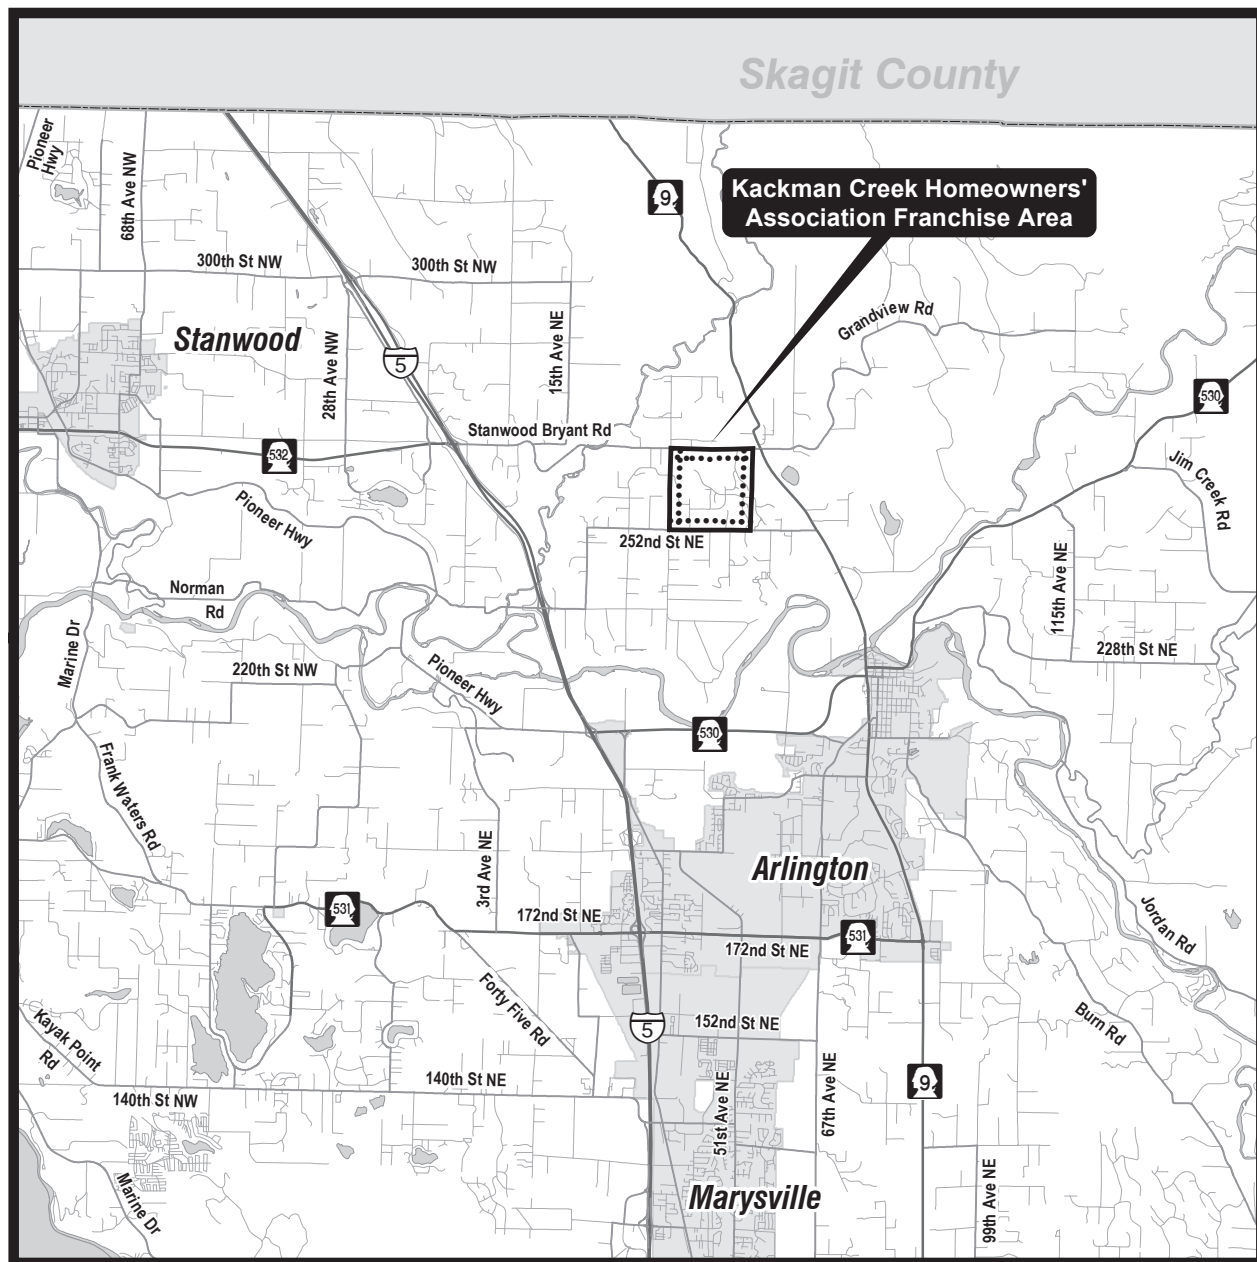 Skagit County
Pioneer
Hwy
68th Ave NW
9
Kackman Creek Homeowners'
Association Franchise Area
300th St NW
300th St NW
Grandview Rd
Stanwood
28th Ave NW
5
15th Ave NE
530
Stanwood Bryant Rd
532
Jim Creek Rd
Pioneer Hwy
252nd St NE
115th Ave NE
Norman
Rd
Marine Dr
220th St NW
Pioneer Hwy
228th St NE
530
Frank Waters Rd
3rd Ave NE
Arlington
531
172nd St NE
531
172nd St NE
Jordan Rd
Forty Five Rd
Kayak Point
Rd
5
152nd St NE
Burn Rd
140th St NE
140th St NW
51st Ave NE
67th Ave NE
9
Marine Dr
Marysville
99th Ave NE